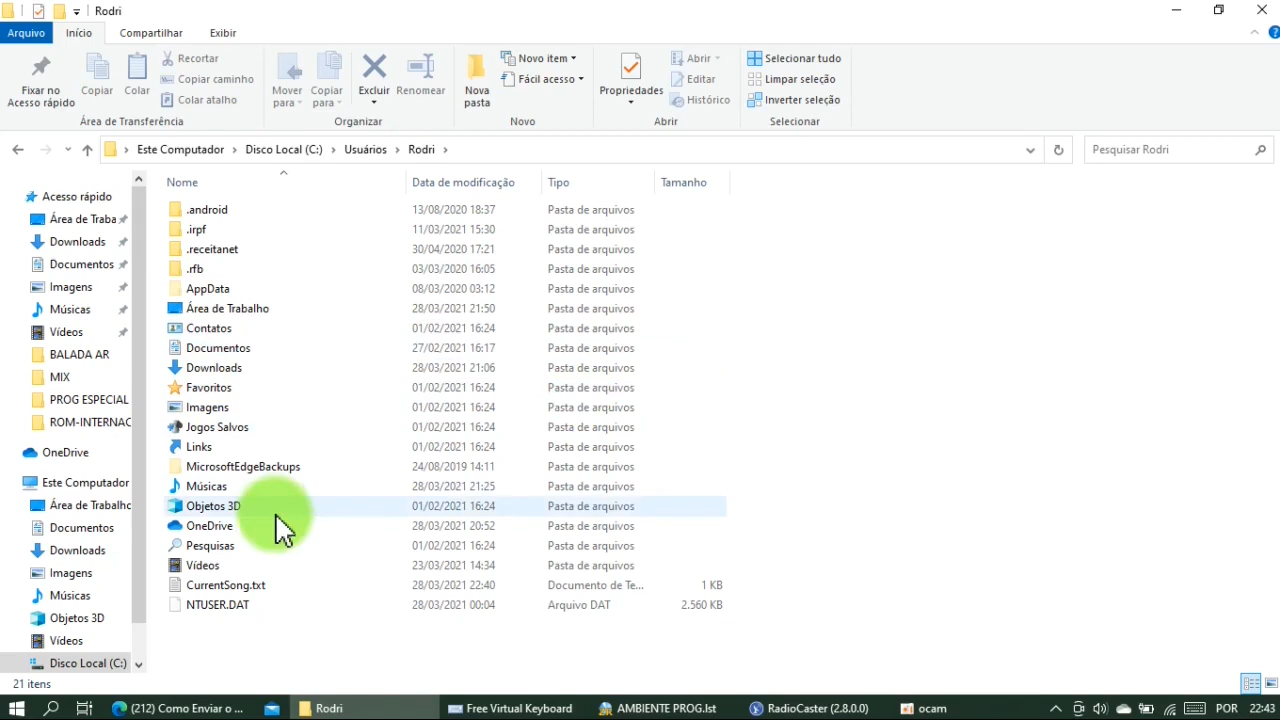 Rodri
Arquivo Início Compartilhar Exibir
Fixar no Acesso rápido
Copiar
Colar
Recortar
Copiar caminho
Colar atalho
Área de Transferência
Mover para
Copiar para
Excluir
Renomear
Organizar
Nova pasta
Novo item
Fácil acesso
Novo
Propriedades
Abrir
Editar
Histórico
Abrir
Selecionar tudo
Limpar seleção
Inverter seleção
Selecionar
Este Computador > Disco Local (C:) > Usuários > Rodri >
Pesquisar Rodri
Acesso rápido
Área de Traba
Downloads
Documentos
Imagens
Músicas
Vídeos
BALADA AR
MIX
PROG ESPECIAL
ROM-INTERNAC
OneDrive
Este Computador
Área de Trabalho
Documentos
Downloads
Imagens
Músicas
Objetos 3D
Vídeos
Disco Local (C:)
Nome Data de modificação Tipo Tamanho
.android 13/08/2020 18:37 Pasta de arquivos
.irpf 11/03/2021 15:30 Pasta de arquivos
.receitanet 30/04/2020 17:21 Pasta de arquivos
.rfb 03/03/2020 16:05 Pasta de arquivos
AppData 08/03/2020 03:12 Pasta de arquivos
Área de Trabalho 28/03/2021 21:50 Pasta de arquivos
Contatos 01/02/2021 16:24 Pasta de arquivos
Documentos 27/02/2021 16:17 Pasta de arquivos
Downloads 28/03/2021 21:06 Pasta de arquivos
Favoritos 01/02/2021 16:24 Pasta de arquivos
Imagens 01/02/2021 16:24 Pasta de arquivos
Jogos Salvos 01/02/2021 16:24 Pasta de arquivos
Links 01/02/2021 16:24 Pasta de arquivos
MicrosoftEdgeBackups 24/08/2019 14:11 Pasta de arquivos
Músicas 28/03/2021 21:25 Pasta de arquivos
Objetos 3D 01/02/2021 16:24 Pasta de arquivos
OneDrive 28/03/2021 20:52 Pasta de arquivos
Pesquisas 01/02/2021 16:24 Pasta de arquivos
Vídeos 23/03/2021 14:34 Pasta de arquivos
CurrentSong.txt 28/03/2021 22:40 Documento de Te... 1 KB
NTUSER.DAT 28/03/2021 00:04 Arquivo DAT 2.560 KB
21 itens
(212) Como Enviar o ... Rodri Free Virtual Keyboard AMBIENTE PROG.lst RadioCaster (2.8.0.0) ocam POR 22:43